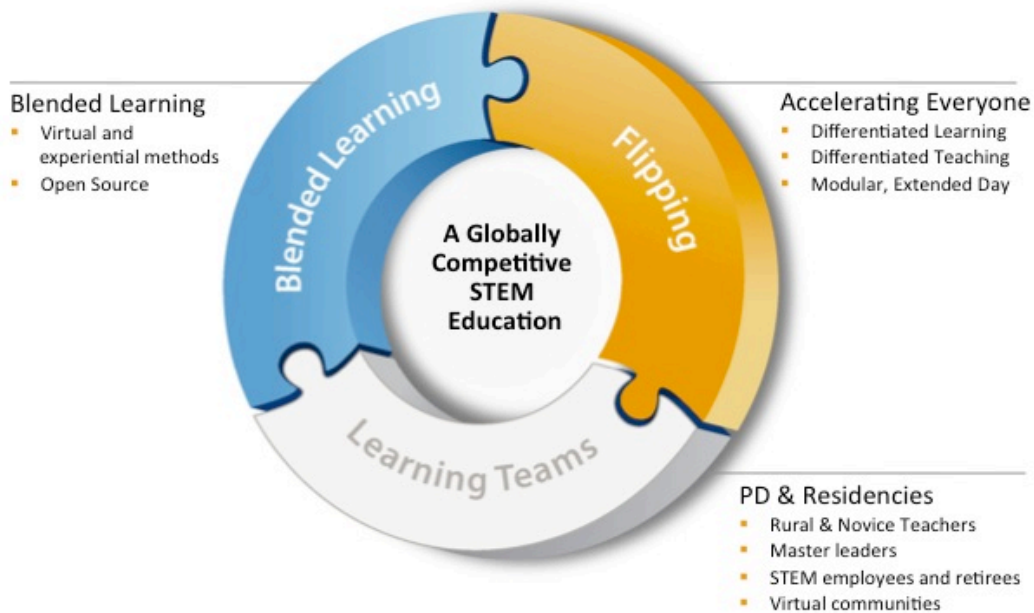 Blended Learning
Virtual and
experiential methods
Open Source
Blended Learning
Flipping
Accelerating Everyone
Differentiated Learning
Differentiated Teaching
Modular, Extended Day
A Globally
Competitive
STEM
Education
Learning Teams
PD & Residencies
Rural & Novice Teachers
Master leaders
STEM employees and retirees
Virtual communities